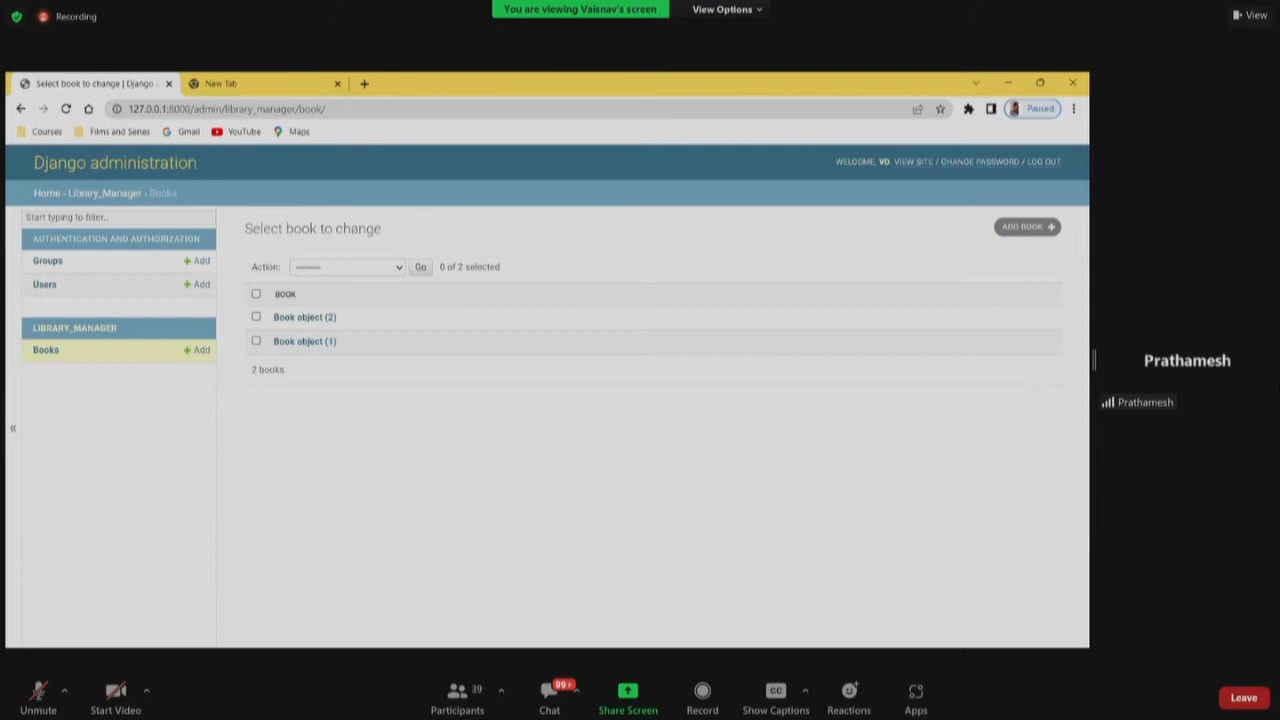 Recording
You are viewing Vaisnav's screen
View Options
View
Select book to change | Django
New Tab
127.0.0.1:8000/admin/library_manager/book/
Paused
Courses
Films and Series
Gmail
YouTube
Maps
Django administration
WELCOME, VD. VIEW SITE / CHANGE PASSWORD / LOG OUT
Home › Library_Manager › Books
Start typing to filter..
AUTHENTICATION AND AUTHORIZATION
Groups + Add
Users + Add
LIBRARY_MANAGER
Books + Add
«
Select book to change
ADD BOOK +
Action: --------- Go 0 of 2 selected
BOOK
Book object (2)
Book object (1)
2 books
Prathamesh
Prathamesh
Unmute
Start Video
Participants 39
Chat 99+
Share Screen
Record
CC Show Captions
Reactions
Apps
Leave